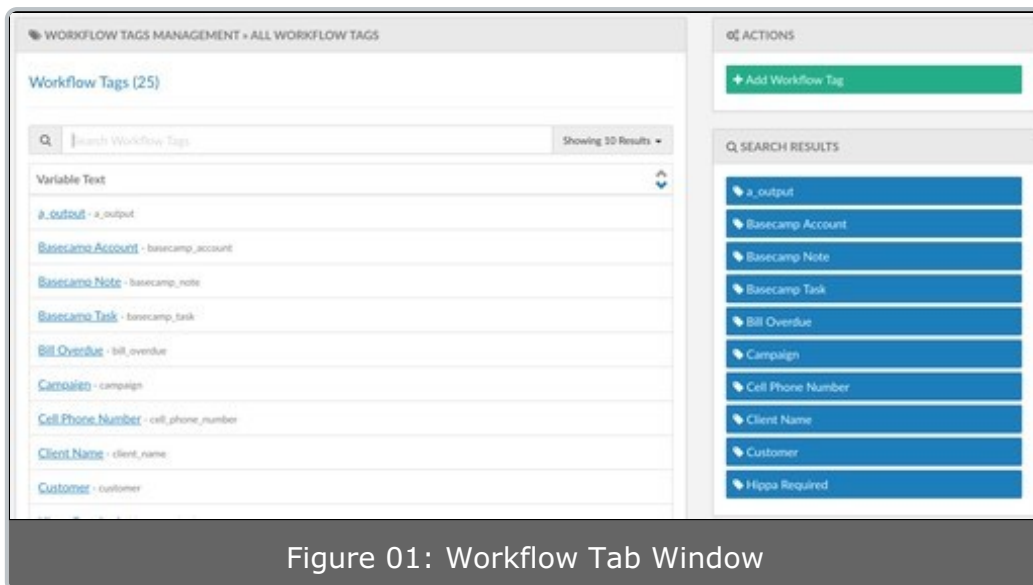 WORKFLOW TAGS MANAGEMENT » ALL WORKFLOW TAGS
Workflow Tags (25)
Search Workflow Tags
Showing 10 Results
Variable Text
a_output - a_output
Basecamp Account - basecamp_account
Basecamp Note - basecamp_note
Basecamp Task - basecamp_task
Bill Overdue - bill_overdue
Campaign - campaign
Cell Phone Number - cell_phone_number
Client Name - client_name
Customer - customer
ACTIONS
+ Add Workflow Tag
SEARCH RESULTS
a_output
Basecamp Account
Basecamp Note
Basecamp Task
Bill Overdue
Campaign
Cell Phone Number
Client Name
Customer
Hippa Required
Figure 01: Workflow Tab Window